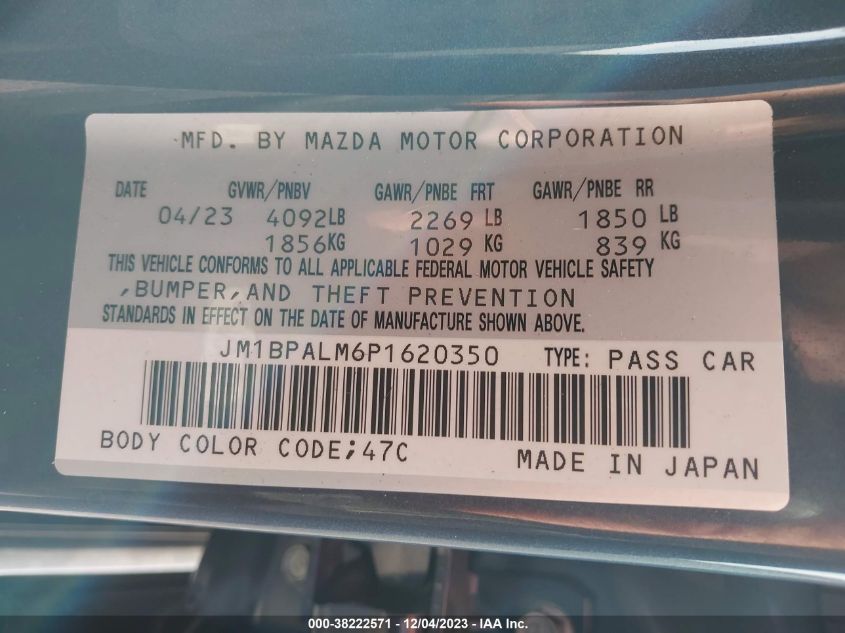 MFD. BY MAZDA MOTOR CORPORATION
DATE GVWR/PNBV GAWR/PNBE FRT GAWR/PNBE RR
04/23 4092LB 2269 LB 1850 LB
1856KG 1029 KG 839 KG
THIS VEHICLE CONFORMS TO ALL APPLICABLE FEDERAL MOTOR VEHICLE SAFETY
,BUMPER,AND THEFT PREVENTION
STANDARDS IN EFFECT ON THE DATE OF MANUFACTURE SHOWN ABOVE.
JM1BPALM6P1620350 TYPE: PASS CAR
BODY COLOR CODE;47C
MADE IN JAPAN
000-38222571 - 12/04/2023 - IAA Inc.